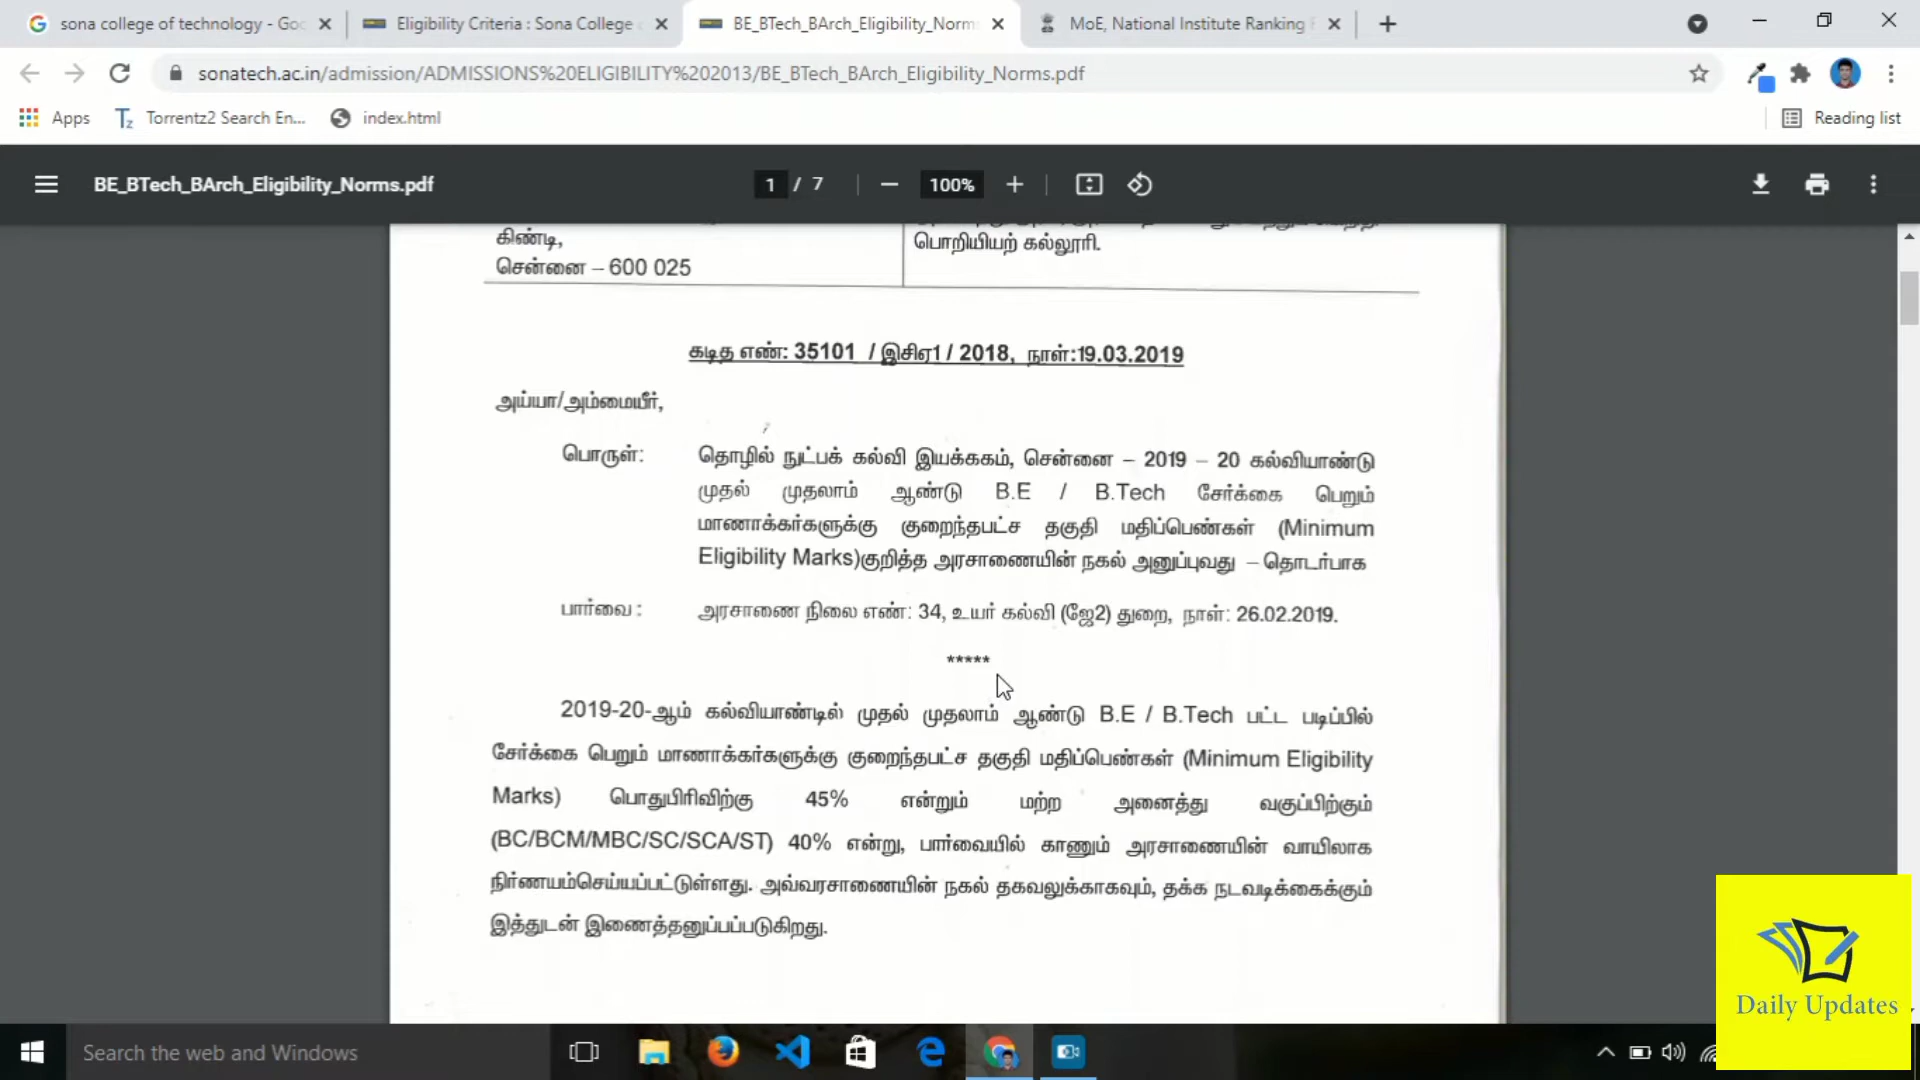 sona college of technology - Goo
Eligibility Criteria : Sona College
BE_BTech_BArch_Eligibility_Norms
MoE, National Institute Ranking
sonatech.ac.in/admission/ADMISSIONS%20ELIGIBILITY%202013/BE_BTech_BArch_Eligibility_Norms.pdf
Apps
Torrentz2 Search En...
index.html
Reading list
BE_BTech_BArch_Eligibility_Norms.pdf
1 / 7
100%
கிண்டி,
சென்னை – 600 025
பொறியியற் கல்லூரி.
கடித எண்: 35101 / இசிஏ1 / 2018, நாள்:19.03.2019
அய்யா/அம்மையீர்,
பொருள்: தொழில் நுட்பக் கல்வி இயக்ககம், சென்னை – 2019 – 20 கல்வியாண்டு
முதல் முதலாம் ஆண்டு B.E / B.Tech சேர்க்கை பெறும்
மாணாக்கர்களுக்கு குறைந்தபட்ச தகுதி மதிப்பெண்கள் (Minimum
Eligibility Marks)குறித்த அரசாணையின் நகல் அனுப்புவது – தொடர்பாக
பார்வை : அரசாணை நிலை எண்: 34, உயர் கல்வி (ஜே2) துறை, நாள்: 26.02.2019.
*****
2019-20-ஆம் கல்வியாண்டில் முதல் முதலாம் ஆண்டு B.E / B.Tech பட்ட படிப்பில்
சேர்க்கை பெறும் மாணாக்கர்களுக்கு குறைந்தபட்ச தகுதி மதிப்பெண்கள் (Minimum Eligibility
Marks) பொதுபிரிவிற்கு 45% என்றும் மற்ற அனைத்து வகுப்பிற்கும்
(BC/BCM/MBC/SC/SCA/ST) 40% என்று, பார்வையில் காணும் அரசாணையின் வாயிலாக
நிர்ணயம்செய்யப்பட்டுள்ளது. அவ்வரசாணையின் நகல் தகவலுக்காகவும், தக்க நடவடிக்கைக்கும்
இத்துடன் இணைத்தனுப்பப்படுகிறது.
Daily Updates
Search the web and Windows